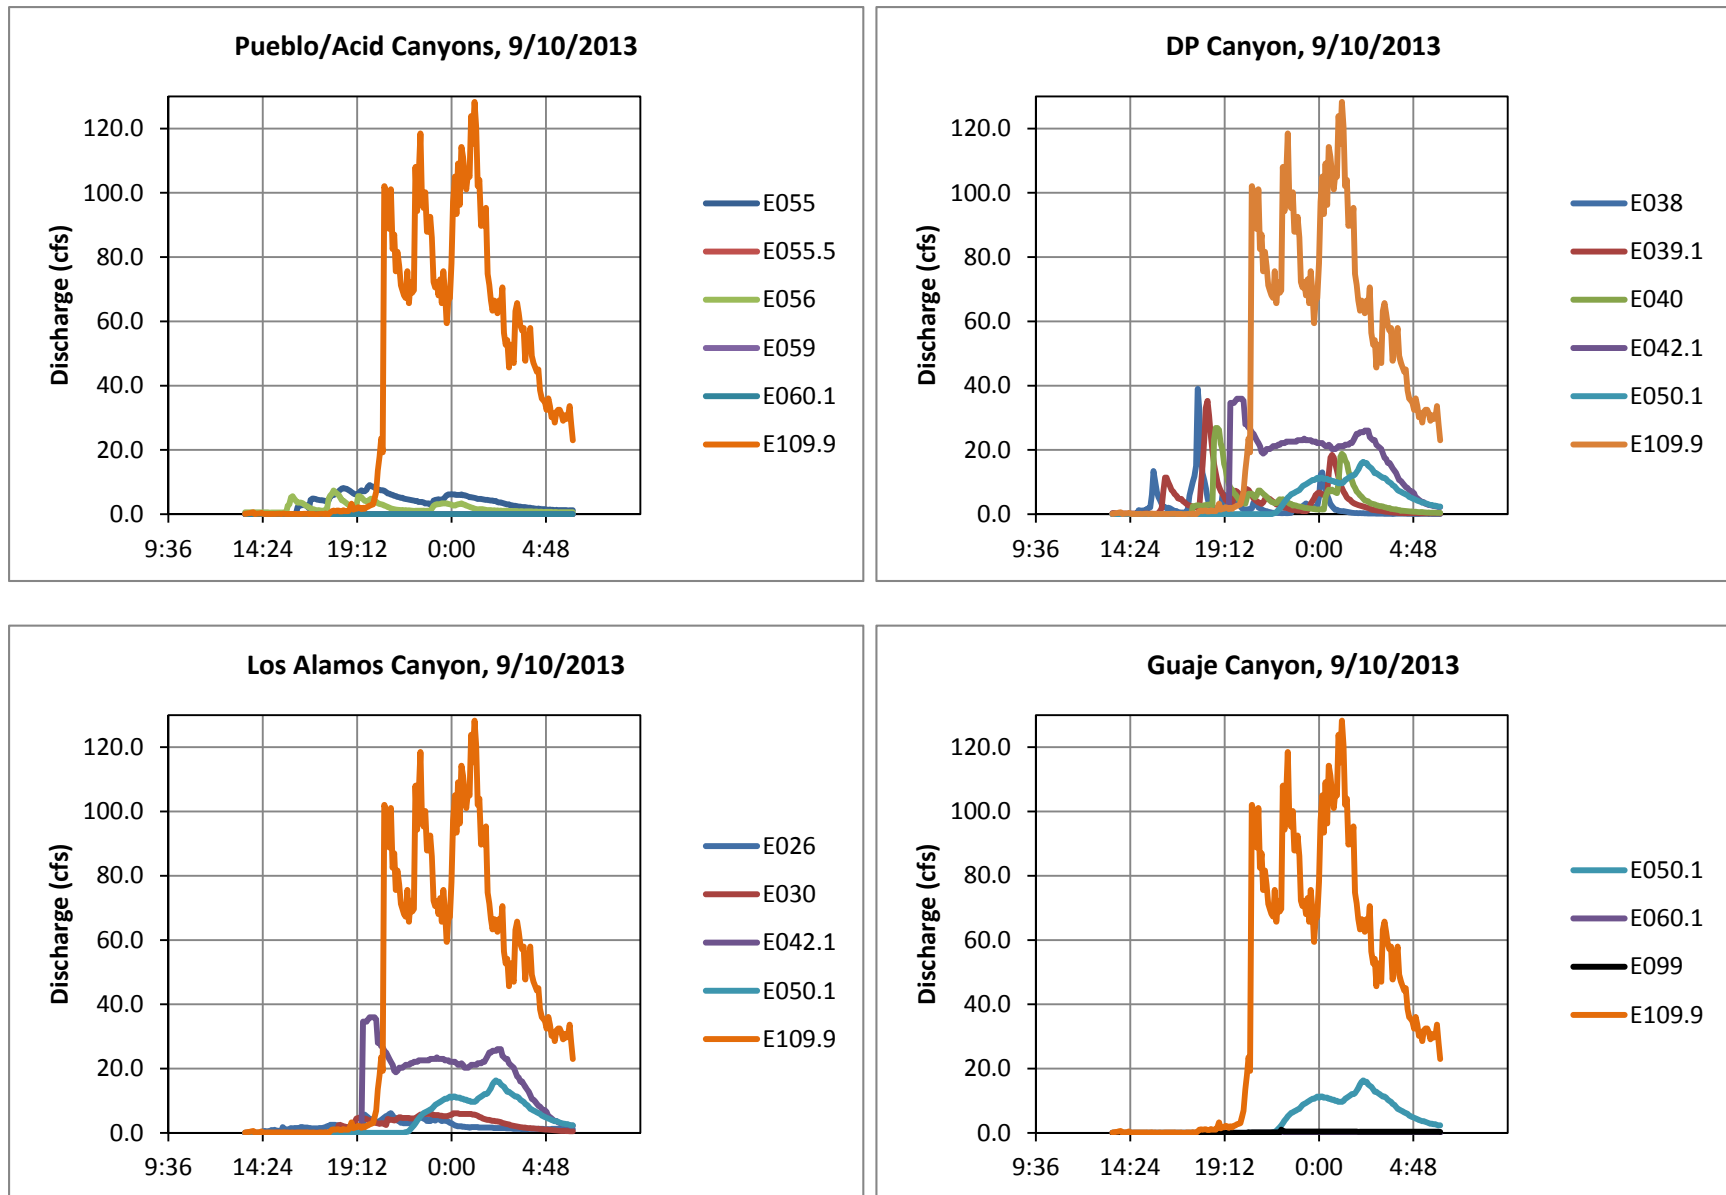 Pueblo/Acid Canyons, 9/10/2013
Discharge (cfs)
120.0
100.0
80.0
60.0
40.0
20.0
0.0
9:36 14:24 19:12 0:00 4:48
E055
E055.5
E056
E059
E060.1
E109.9
DP Canyon, 9/10/2013
Discharge (cfs)
120.0
100.0
80.0
60.0
40.0
20.0
0.0
9:36 14:24 19:12 0:00 4:48
E038
E039.1
E040
E042.1
E050.1
E109.9
Los Alamos Canyon, 9/10/2013
Discharge (cfs)
120.0
100.0
80.0
60.0
40.0
20.0
0.0
9:36 14:24 19:12 0:00 4:48
E026
E030
E042.1
E050.1
E109.9
Guaje Canyon, 9/10/2013
Discharge (cfs)
120.0
100.0
80.0
60.0
40.0
20.0
0.0
9:36 14:24 19:12 0:00 4:48
E050.1
E060.1
E099
E109.9